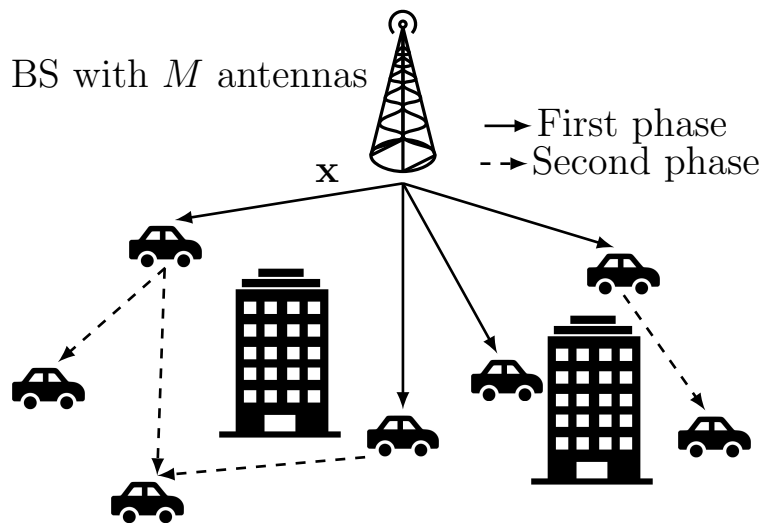 BS with M antennas
First phase
Second phase
x